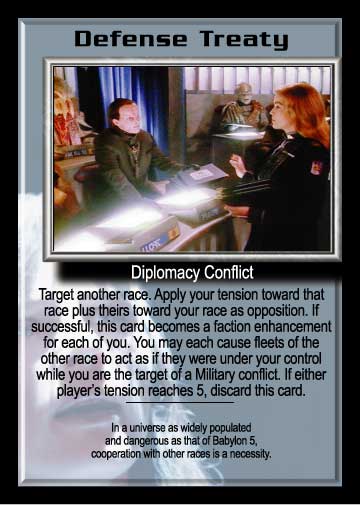 Defense Treaty
Diplomacy Conflict
Target another race. Apply your tension toward that
race plus theirs toward your race as opposition. If
successful, this card becomes a faction enhancement
for each of you. You may each cause fleets of the
other race to act as if they were under your control
while you are the target of a Military conflict. If either
player's tension reaches 5, discard this card.
In a universe as widely populated
and dangerous as that of Babylon 5,
cooperation with other races is a necessity.